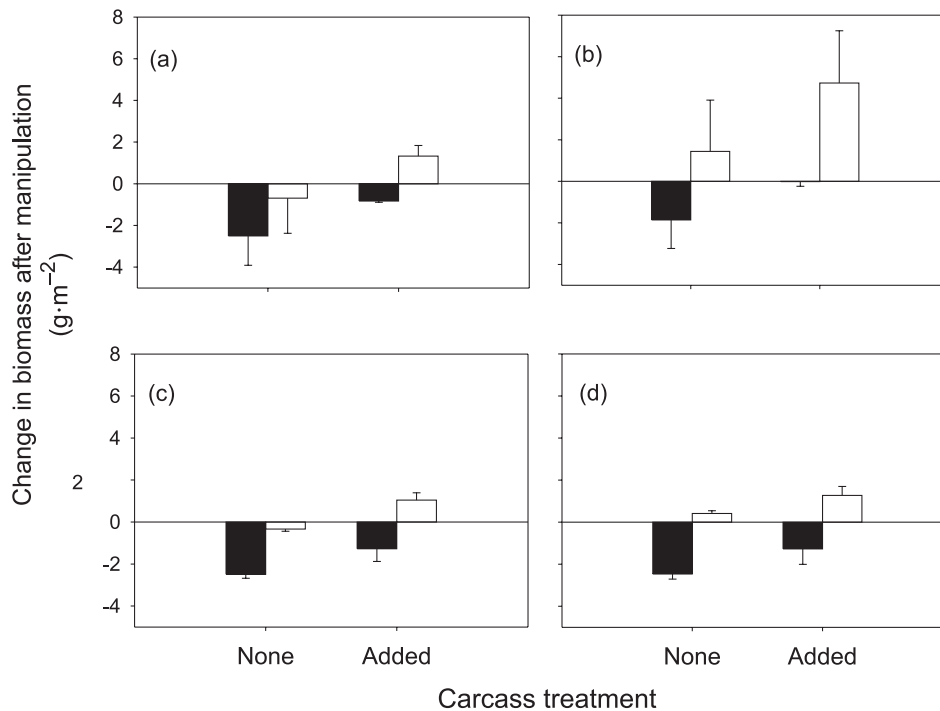 Change in biomass after manipulation
(g·m−2)
8
6
4
2
0
-2
-4
(a)
(b)
8
6
4
2
0
-2
-4
(c)
(d)
None
Added
None
Added
Carcass treatment